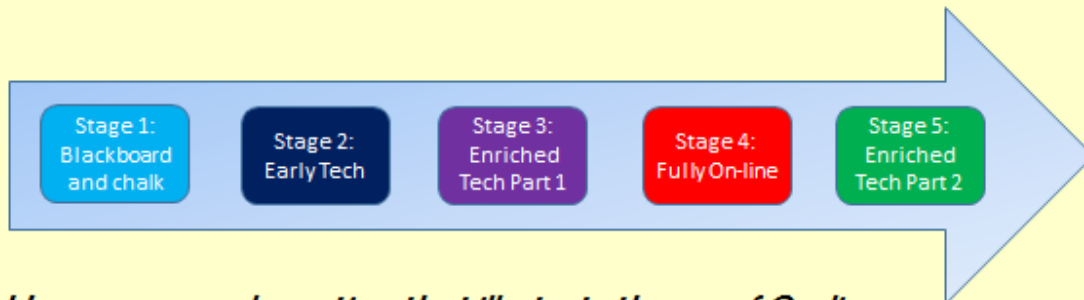 Stage 1:
Blackboard
and chalk
Stage 2:
Early Tech
Stage 3:
Enriched
Tech Part 1
Stage 4:
Fully On-line
Stage 5:
Enriched
Tech Part 2